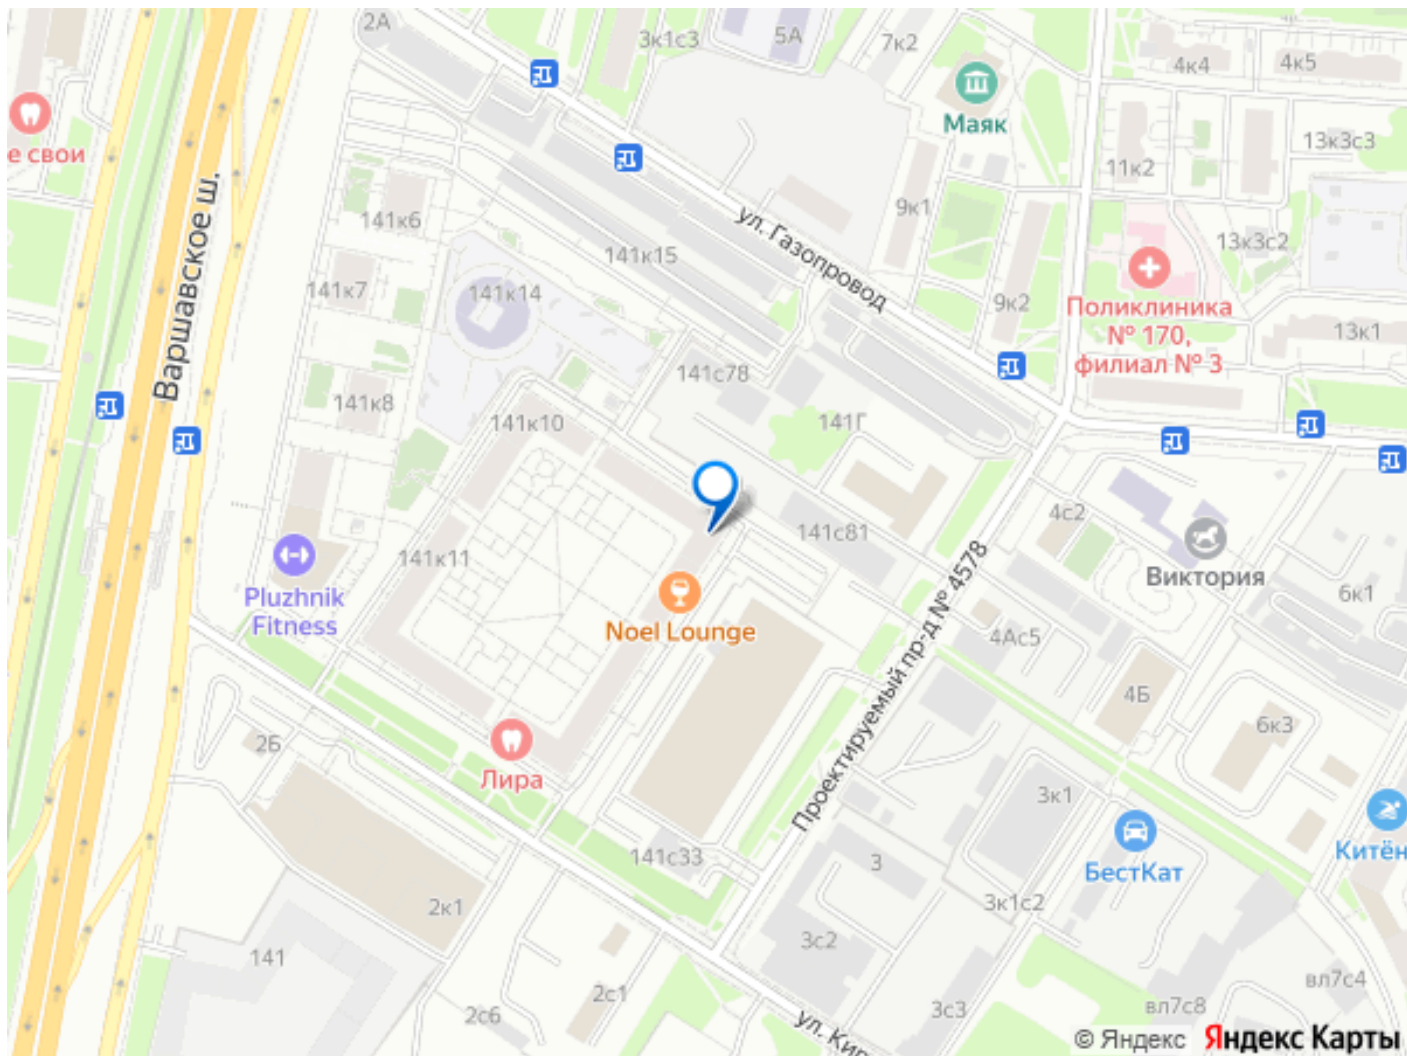 2А
3к1с3
5А
7к2
4к4
4к5
Маяк
13к3с3
е свои
11к2
Варшавское ш.
141к6
ул. Газопровод
9к1
13к3с2
141к15
141к7
141к14
9к2
Поликлиника
№ 170,
филиал № 3
13к1
141с78
141к8
141к10
141Г
4с2
141с81
141к11
Виктория
Pluzhnik
Fitness
6к1
Noel Lounge
4Ас5
Проектируемый пр-д № 4578
4Б
6к3
2Б
Лира
3к1
Китён
141с33
3
БестКат
2к1
3к1с2
3с2
141
вл7с4
2с1
вл7с8
2с6
3с3
ул. Кир
© Яндекс Яндекс Карты